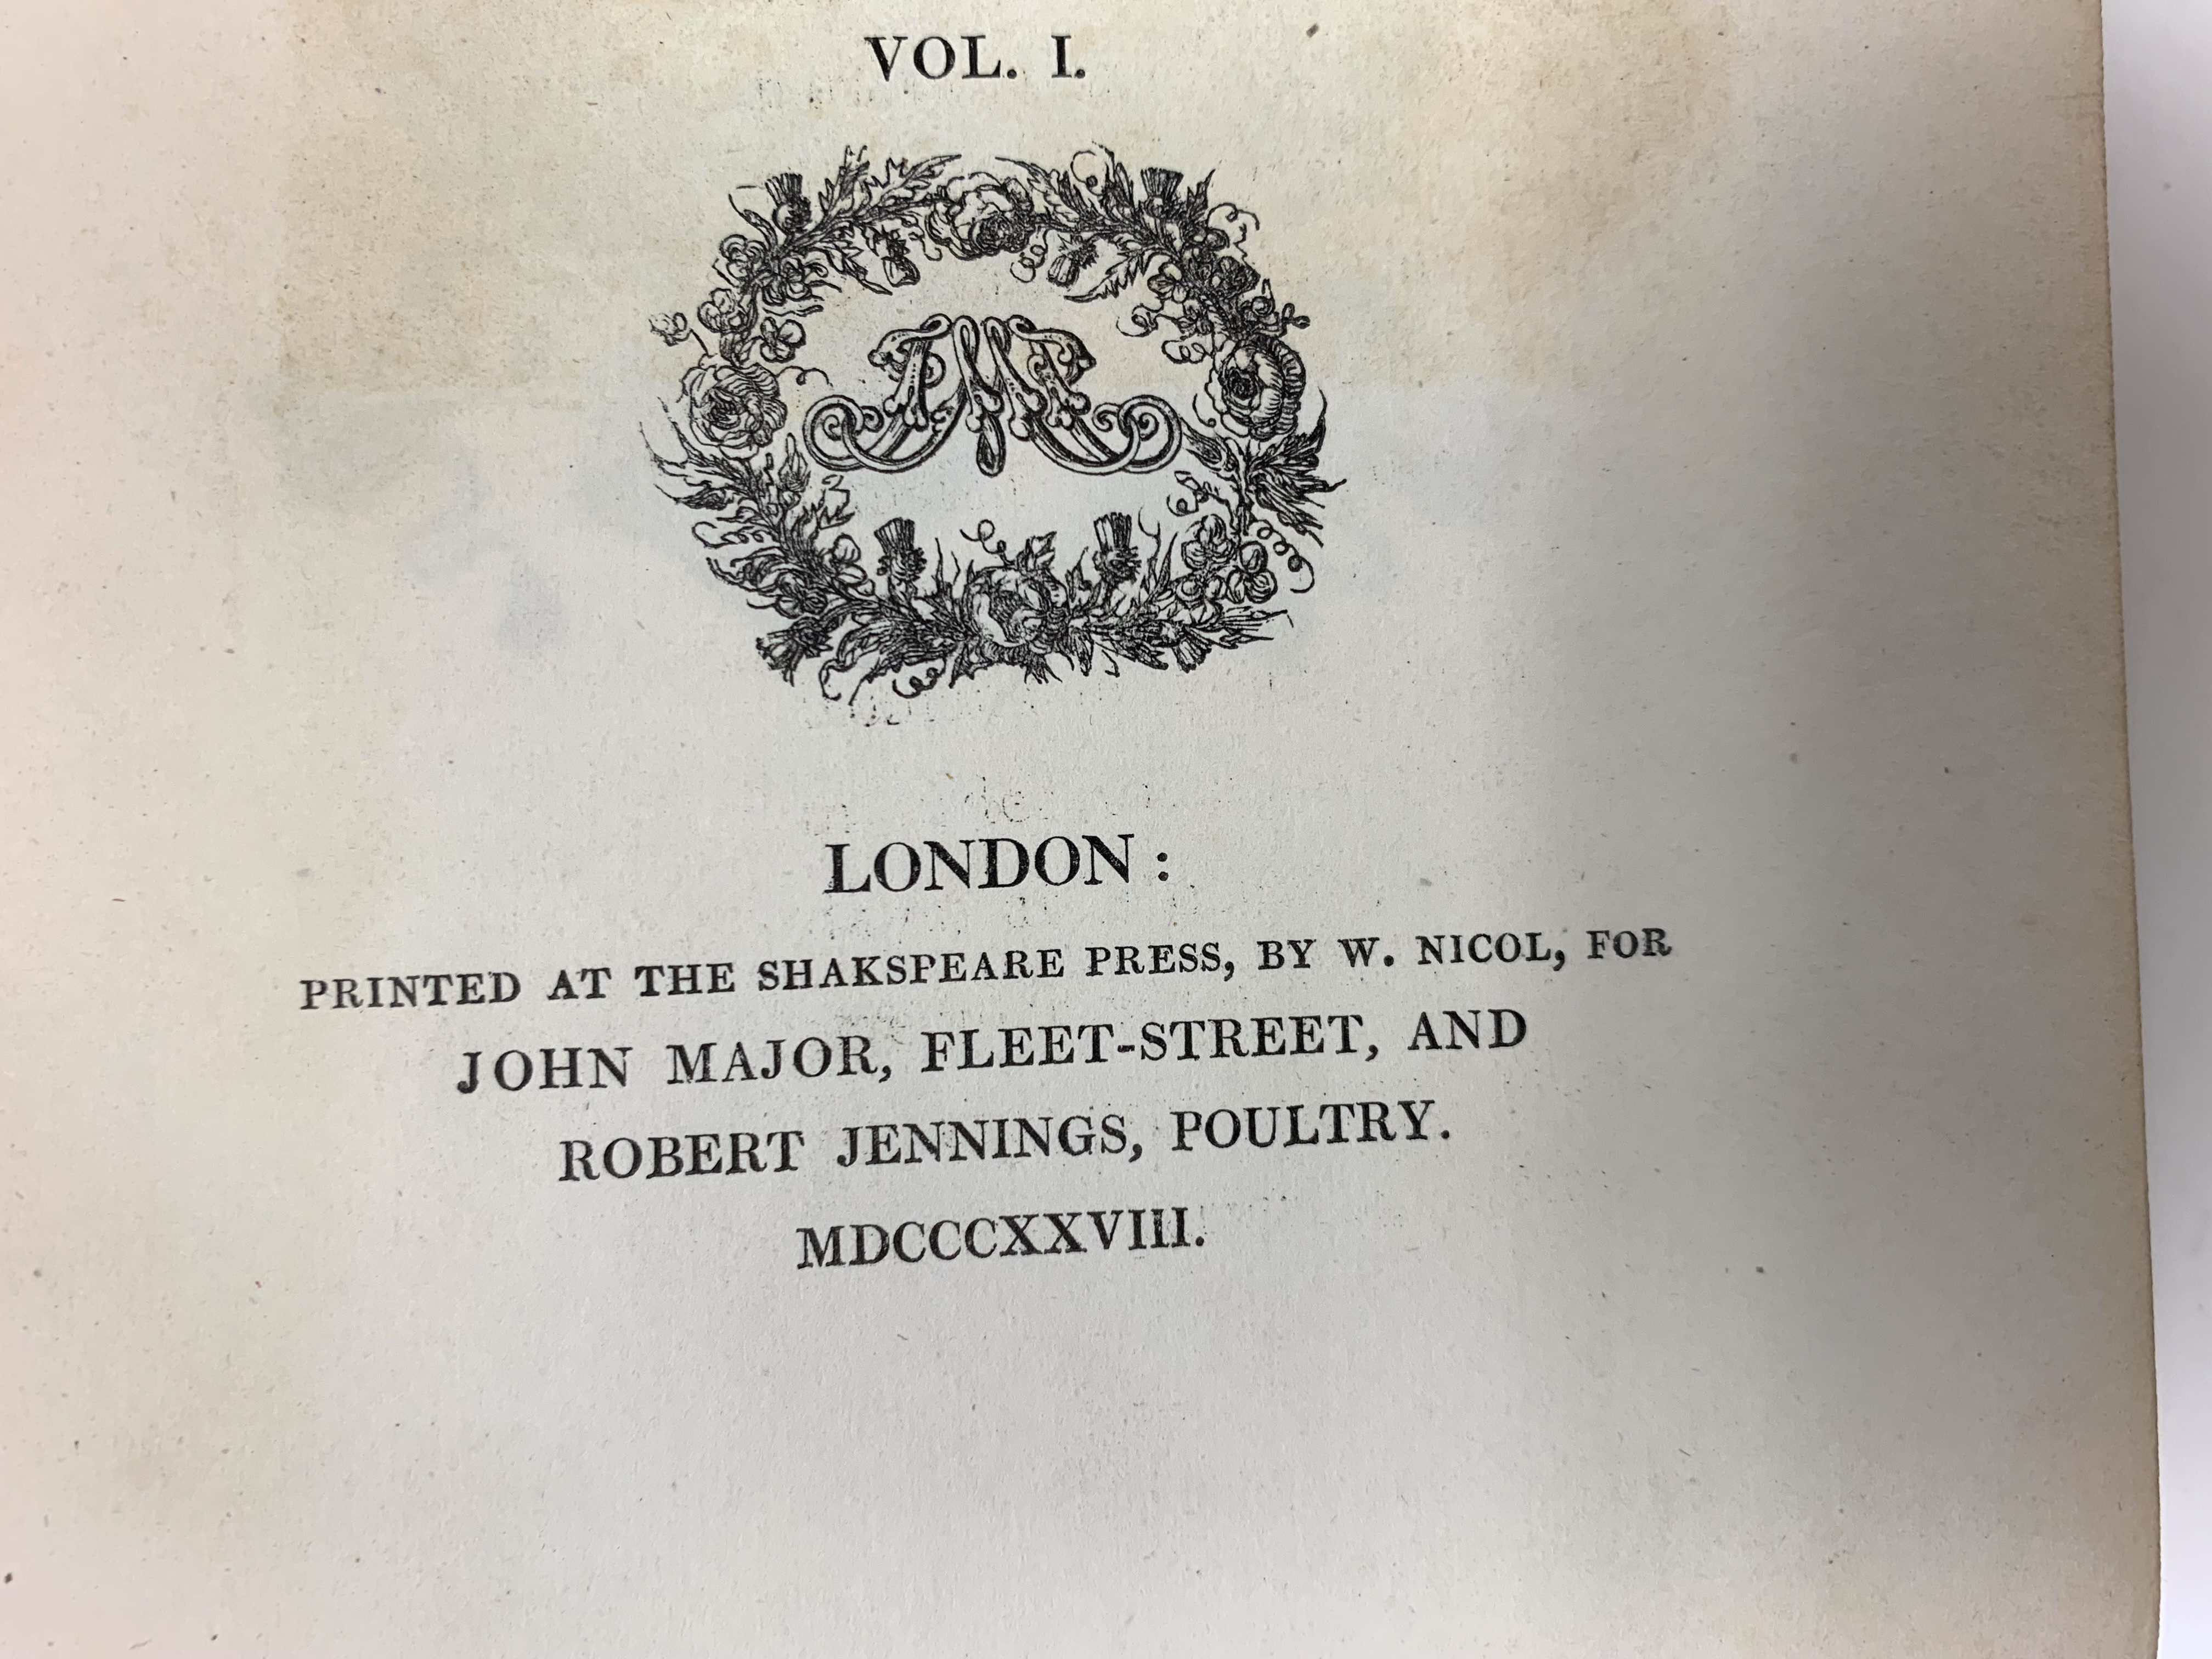 VOL. I.
LONDON:
PRINTED AT THE SHAKSPEARE PRESS, BY W. NICOL, FOR
JOHN MAJOR, FLEET-STREET, AND
ROBERT JENNINGS, POULTRY.
MDCCCXXVIII.